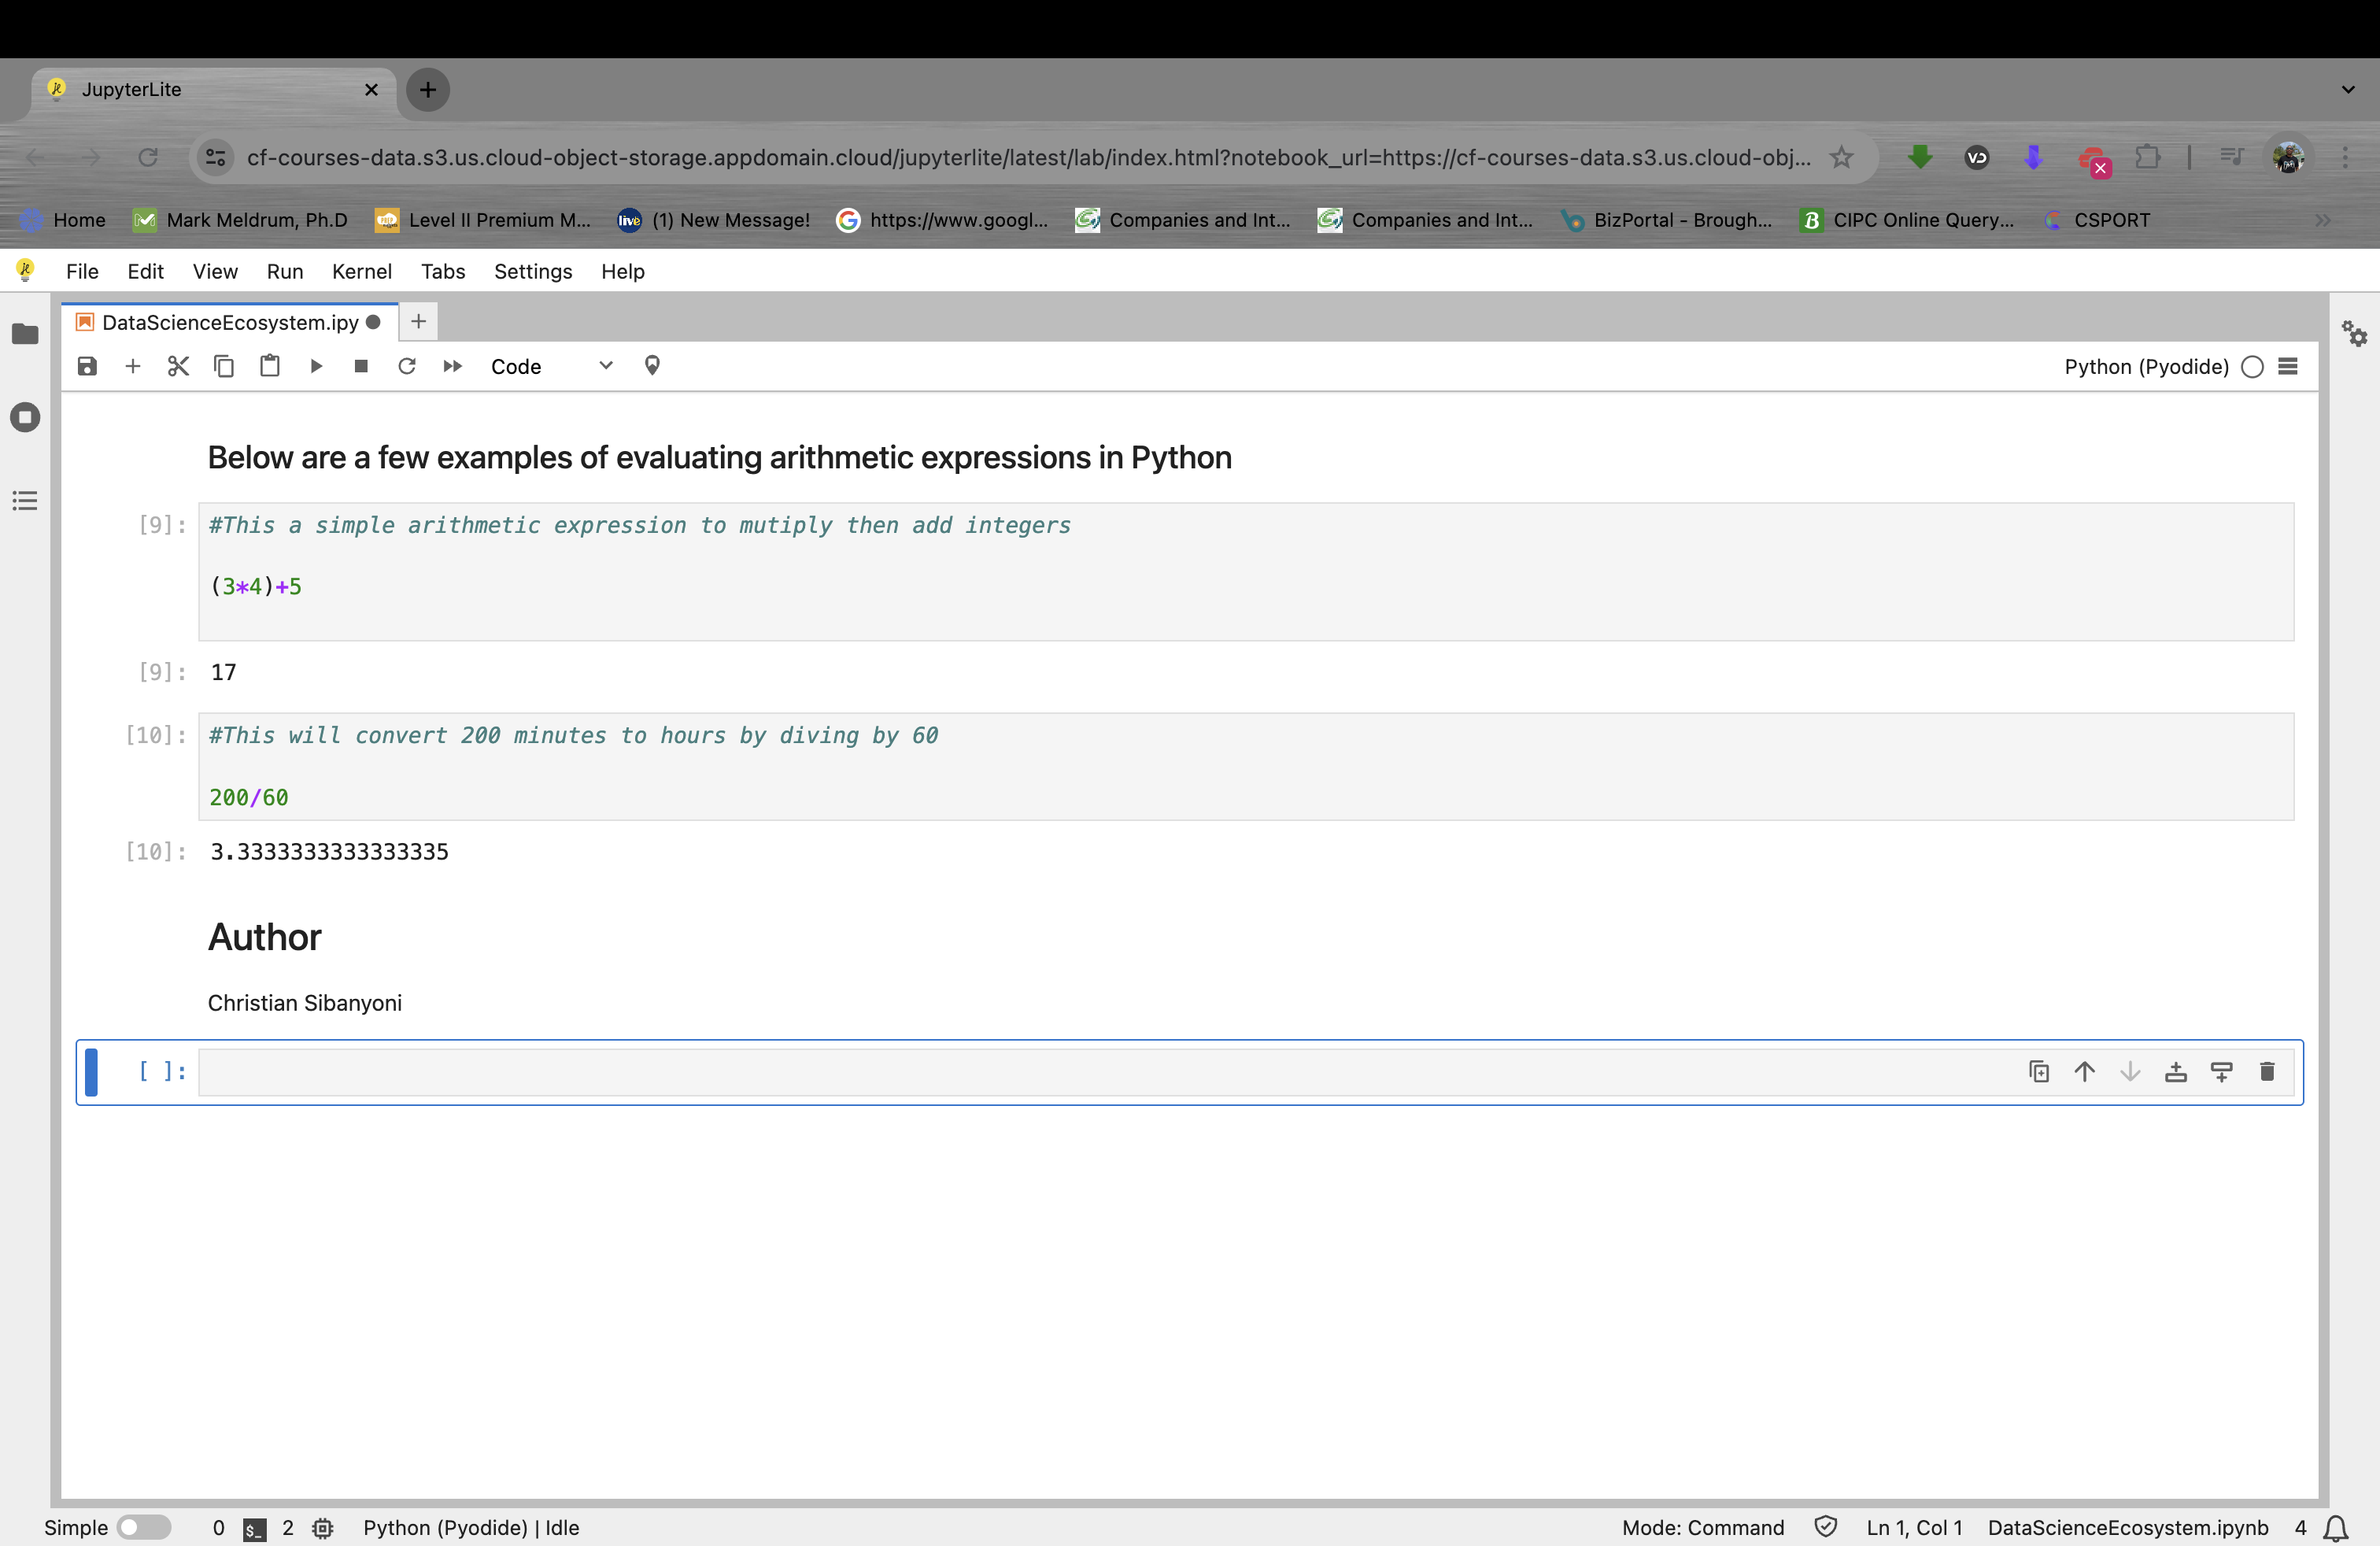 JupyterLite
cf-courses-data.s3.us.cloud-object-storage.appdomain.cloud/jupyterlite/latest/lab/index.html?notebook_url=https://cf-courses-data.s3.us.cloud-obj...
Home Mark Meldrum, Ph.D Level II Premium M... live (1) New Message! https://www.googl... Companies and Int... Companies and Int... BizPortal - Brough... CIPC Online Query... CSPORT
File Edit View Run Kernel Tabs Settings Help
DataScienceEcosystem.ipy
Code Python (Pyodide)
Below are a few examples of evaluating arithmetic expressions in Python
[9]: #This a simple arithmetic expression to mutiply then add integers
(3*4)+5
[9]: 17
[10]: #This will convert 200 minutes to hours by diving by 60
200/60
[10]: 3.3333333333333335
Author
Christian Sibanyoni
[ ]:
Simple 0 $_ 2 Python (Pyodide) | Idle Mode: Command Ln 1, Col 1 DataScienceEcosystem.ipynb 4